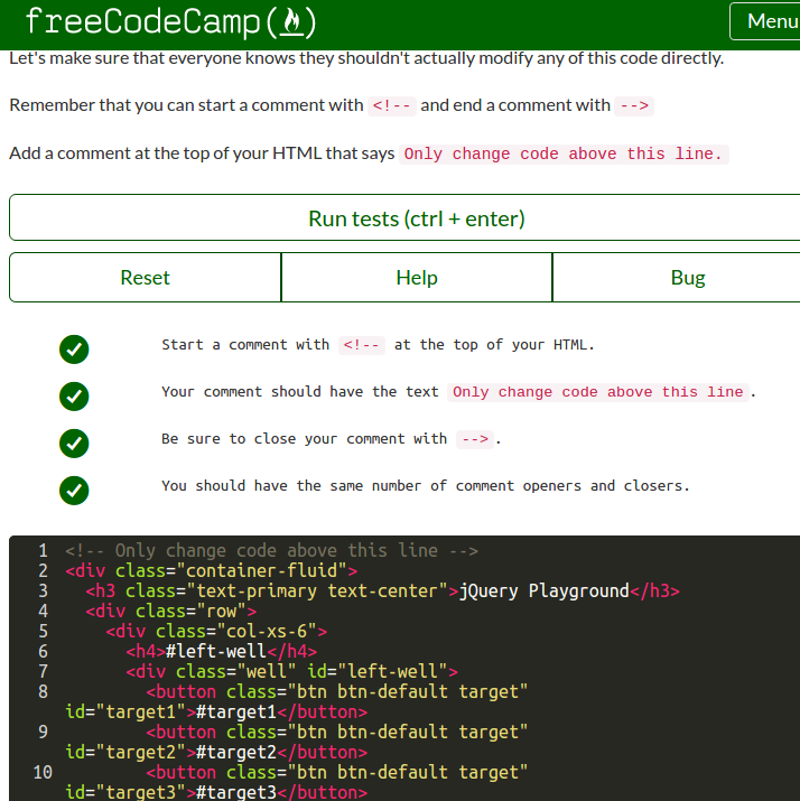 freeCodeCamp(🔥)
Menu
Let's make sure that everyone knows they shouldn't actually modify any of this code directly.
Remember that you can start a comment with <!-- and end a comment with -->
Add a comment at the top of your HTML that says Only change code above this line.
Run tests (ctrl + enter)
Reset Help Bug
Start a comment with <!-- at the top of your HTML.
Your comment should have the text Only change code above this line.
Be sure to close your comment with -->.
You should have the same number of comment openers and closers.
1 <!-- Only change code above this line -->
2 <div class="container-fluid">
3 <h3 class="text-primary text-center">jQuery Playground</h3>
4 <div class="row">
5 <div class="col-xs-6">
6 <h4>#left-well</h4>
7 <div class="well" id="left-well">
8 <button class="btn btn-default target"
id="target1">#target1</button>
9 <button class="btn btn-default target"
id="target2">#target2</button>
10 <button class="btn btn-default target"
id="target3">#target3</button>